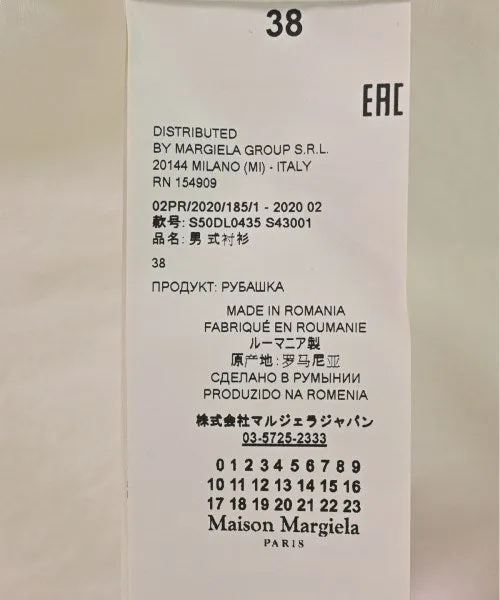 38
EAC
DISTRIBUTED
BY MARGIELA GROUP S.R.L.
20144 MILANO (MI) - ITALY
RN 154909
02PR/2020/185/1 - 2020 02
款号: S50DL0435 S43001
品名: 男 式衬衫
38
ПРОДУКТ: РУБАШКА
MADE IN ROMANIA
FABRIQUÉ EN ROUMANIE
ルーマニア製
原产地: 罗马尼亚
СДЕЛАНО В РУМЫНИИ
PRODUZIDO NA ROMENIA
株式会社マルジェラジャパン
03-5725-2333
0 1 2 3 4 5 6 7 8 9
10 11 12 13 14 15 16
17 18 19 20 21 22 23
Maison Margiela
PARIS